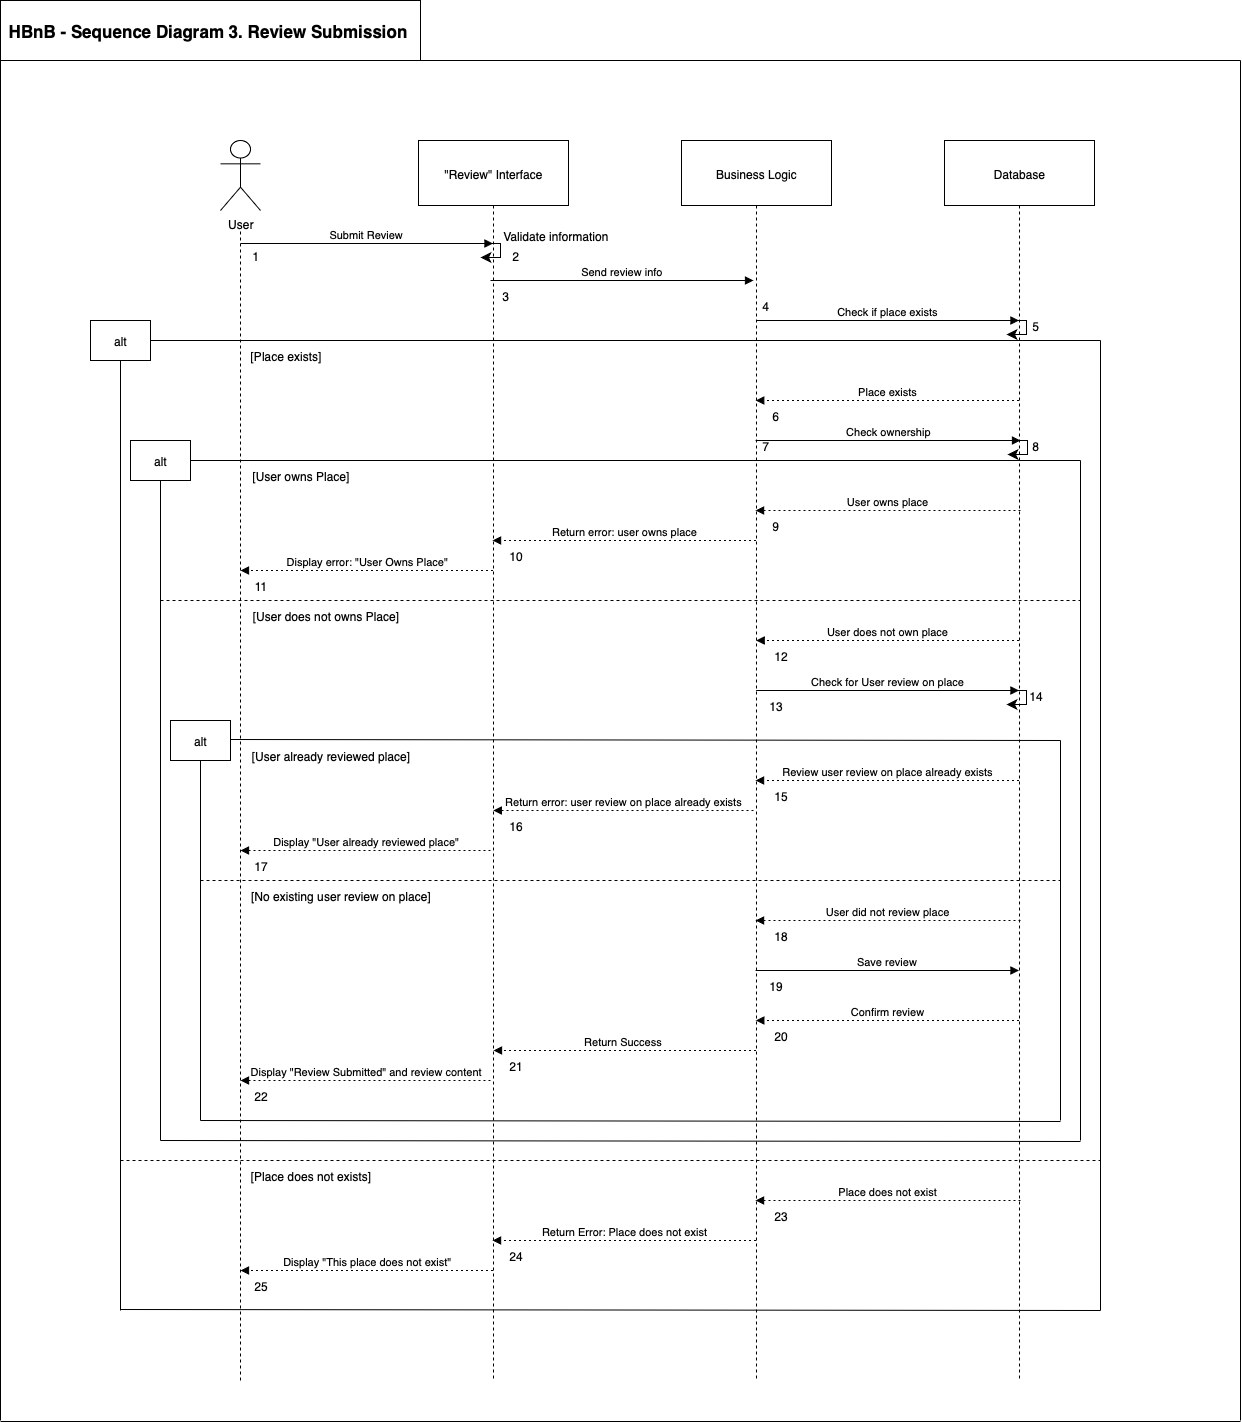 HBnB - Sequence Diagram 3. Review Submission
"Review" Interface
Business Logic
Database
User
Submit Review
Validate information
1
2
Send review info
3
4
Check if place exists
5
alt
[Place exists]
Place exists
6
Check ownership
7
8
alt
[User owns Place]
User owns place
9
Return error: user owns place
10
Display error: "User Owns Place"
11
[User does not owns Place]
User does not own place
12
Check for User review on place
13
14
alt
[User already reviewed place]
Review user review on place already exists
15
Return error: user review on place already exists
16
Display "User already reviewed place"
17
[No existing user review on place]
User did not review place
18
Save review
19
Confirm review
20
Return Success
21
Display "Review Submitted" and review content
22
[Place does not exists]
Place does not exist
23
Return Error: Place does not exist
24
Display "This place does not exist"
25